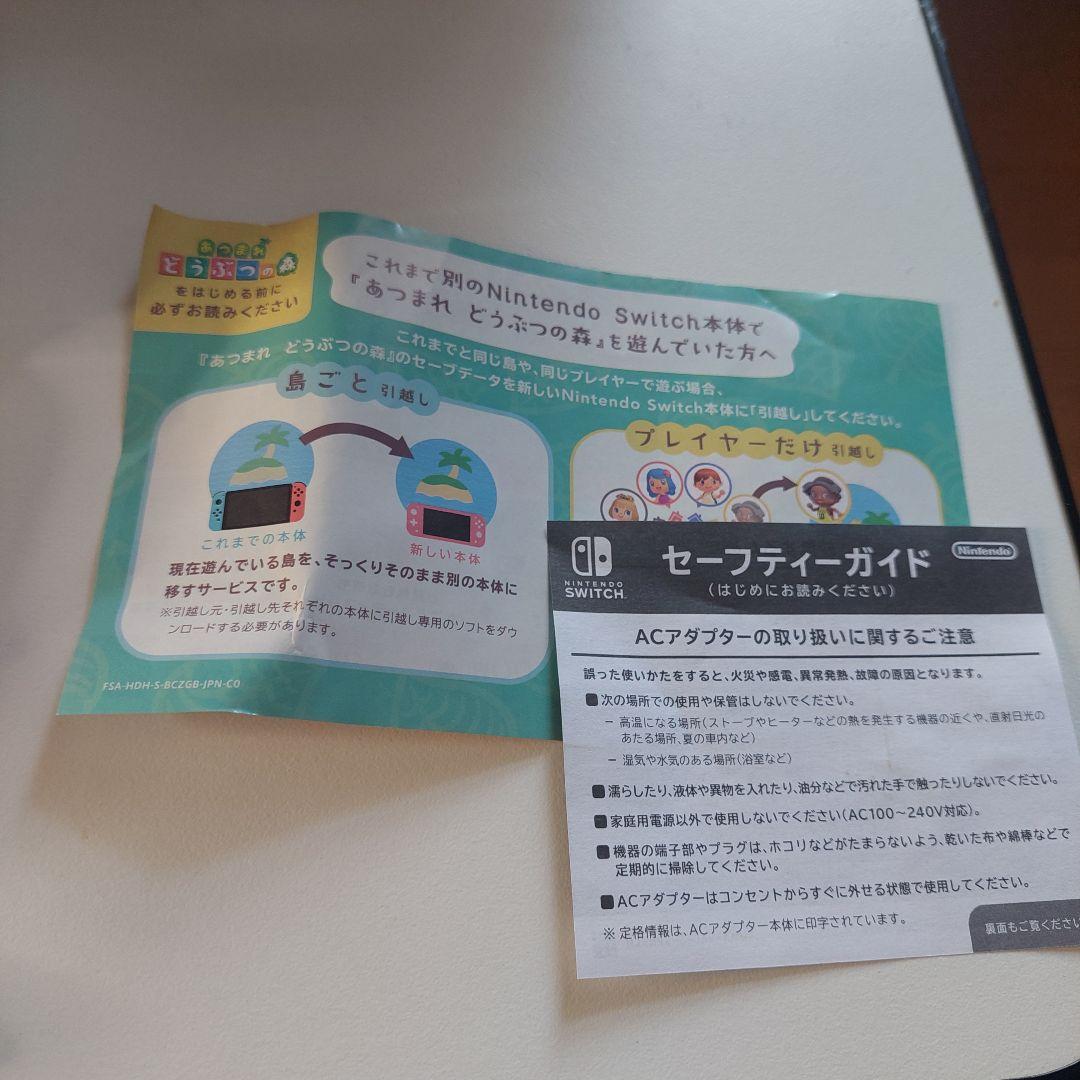 あつまれ
どうぶつの森
をはじめる前に
必ずお読みください
これまで別のNintendo Switch本体で
『あつまれ どうぶつの森』を遊んでいた方へ
これまでと同じ島や、同じプレイヤーで遊ぶ場合、
『あつまれ どうぶつの森』のセーブデータを新しいNintendo Switch本体に「引越し」してください。
島ごと 引越し
これまでの本体
新しい本体
現在遊んでいる島を、そっくりそのまま別の本体に
移すサービスです。
※引越し元・引越し先それぞれの本体に引越し専用のソフトをダウ
ンロードする必要があります。
FSA-HDH-S-BCZGB-JPN-C0
プレイヤーだけ 引越し
NINTENDO
SWITCH.
セーフティーガイド
(はじめにお読みください)
Nintendo
ACアダプターの取り扱いに関するご注意
誤った使いかたをすると、火災や感電、異常発熱、故障の原因となります。
■次の場所での使用や保管はしないでください。
− 高温になる場所(ストーブやヒーターなどの熱を発生する機器の近くや、直射日光の
あたる場所、夏の車内など)
− 湿気や水気のある場所(浴室など)
■濡らしたり、液体や異物を入れたり、油分などで汚れた手で触ったりしないでください。
■家庭用電源以外で使用しないでください(AC100〜240V対応)。
■機器の端子部やプラグは、ホコリなどがたまらないよう、乾いた布や綿棒などで
定期的に掃除してください。
■ACアダプターはコンセントからすぐに外せる状態で使用してください。
※ 定格情報は、ACアダプター本体に印字されています。
裏面もご覧ください